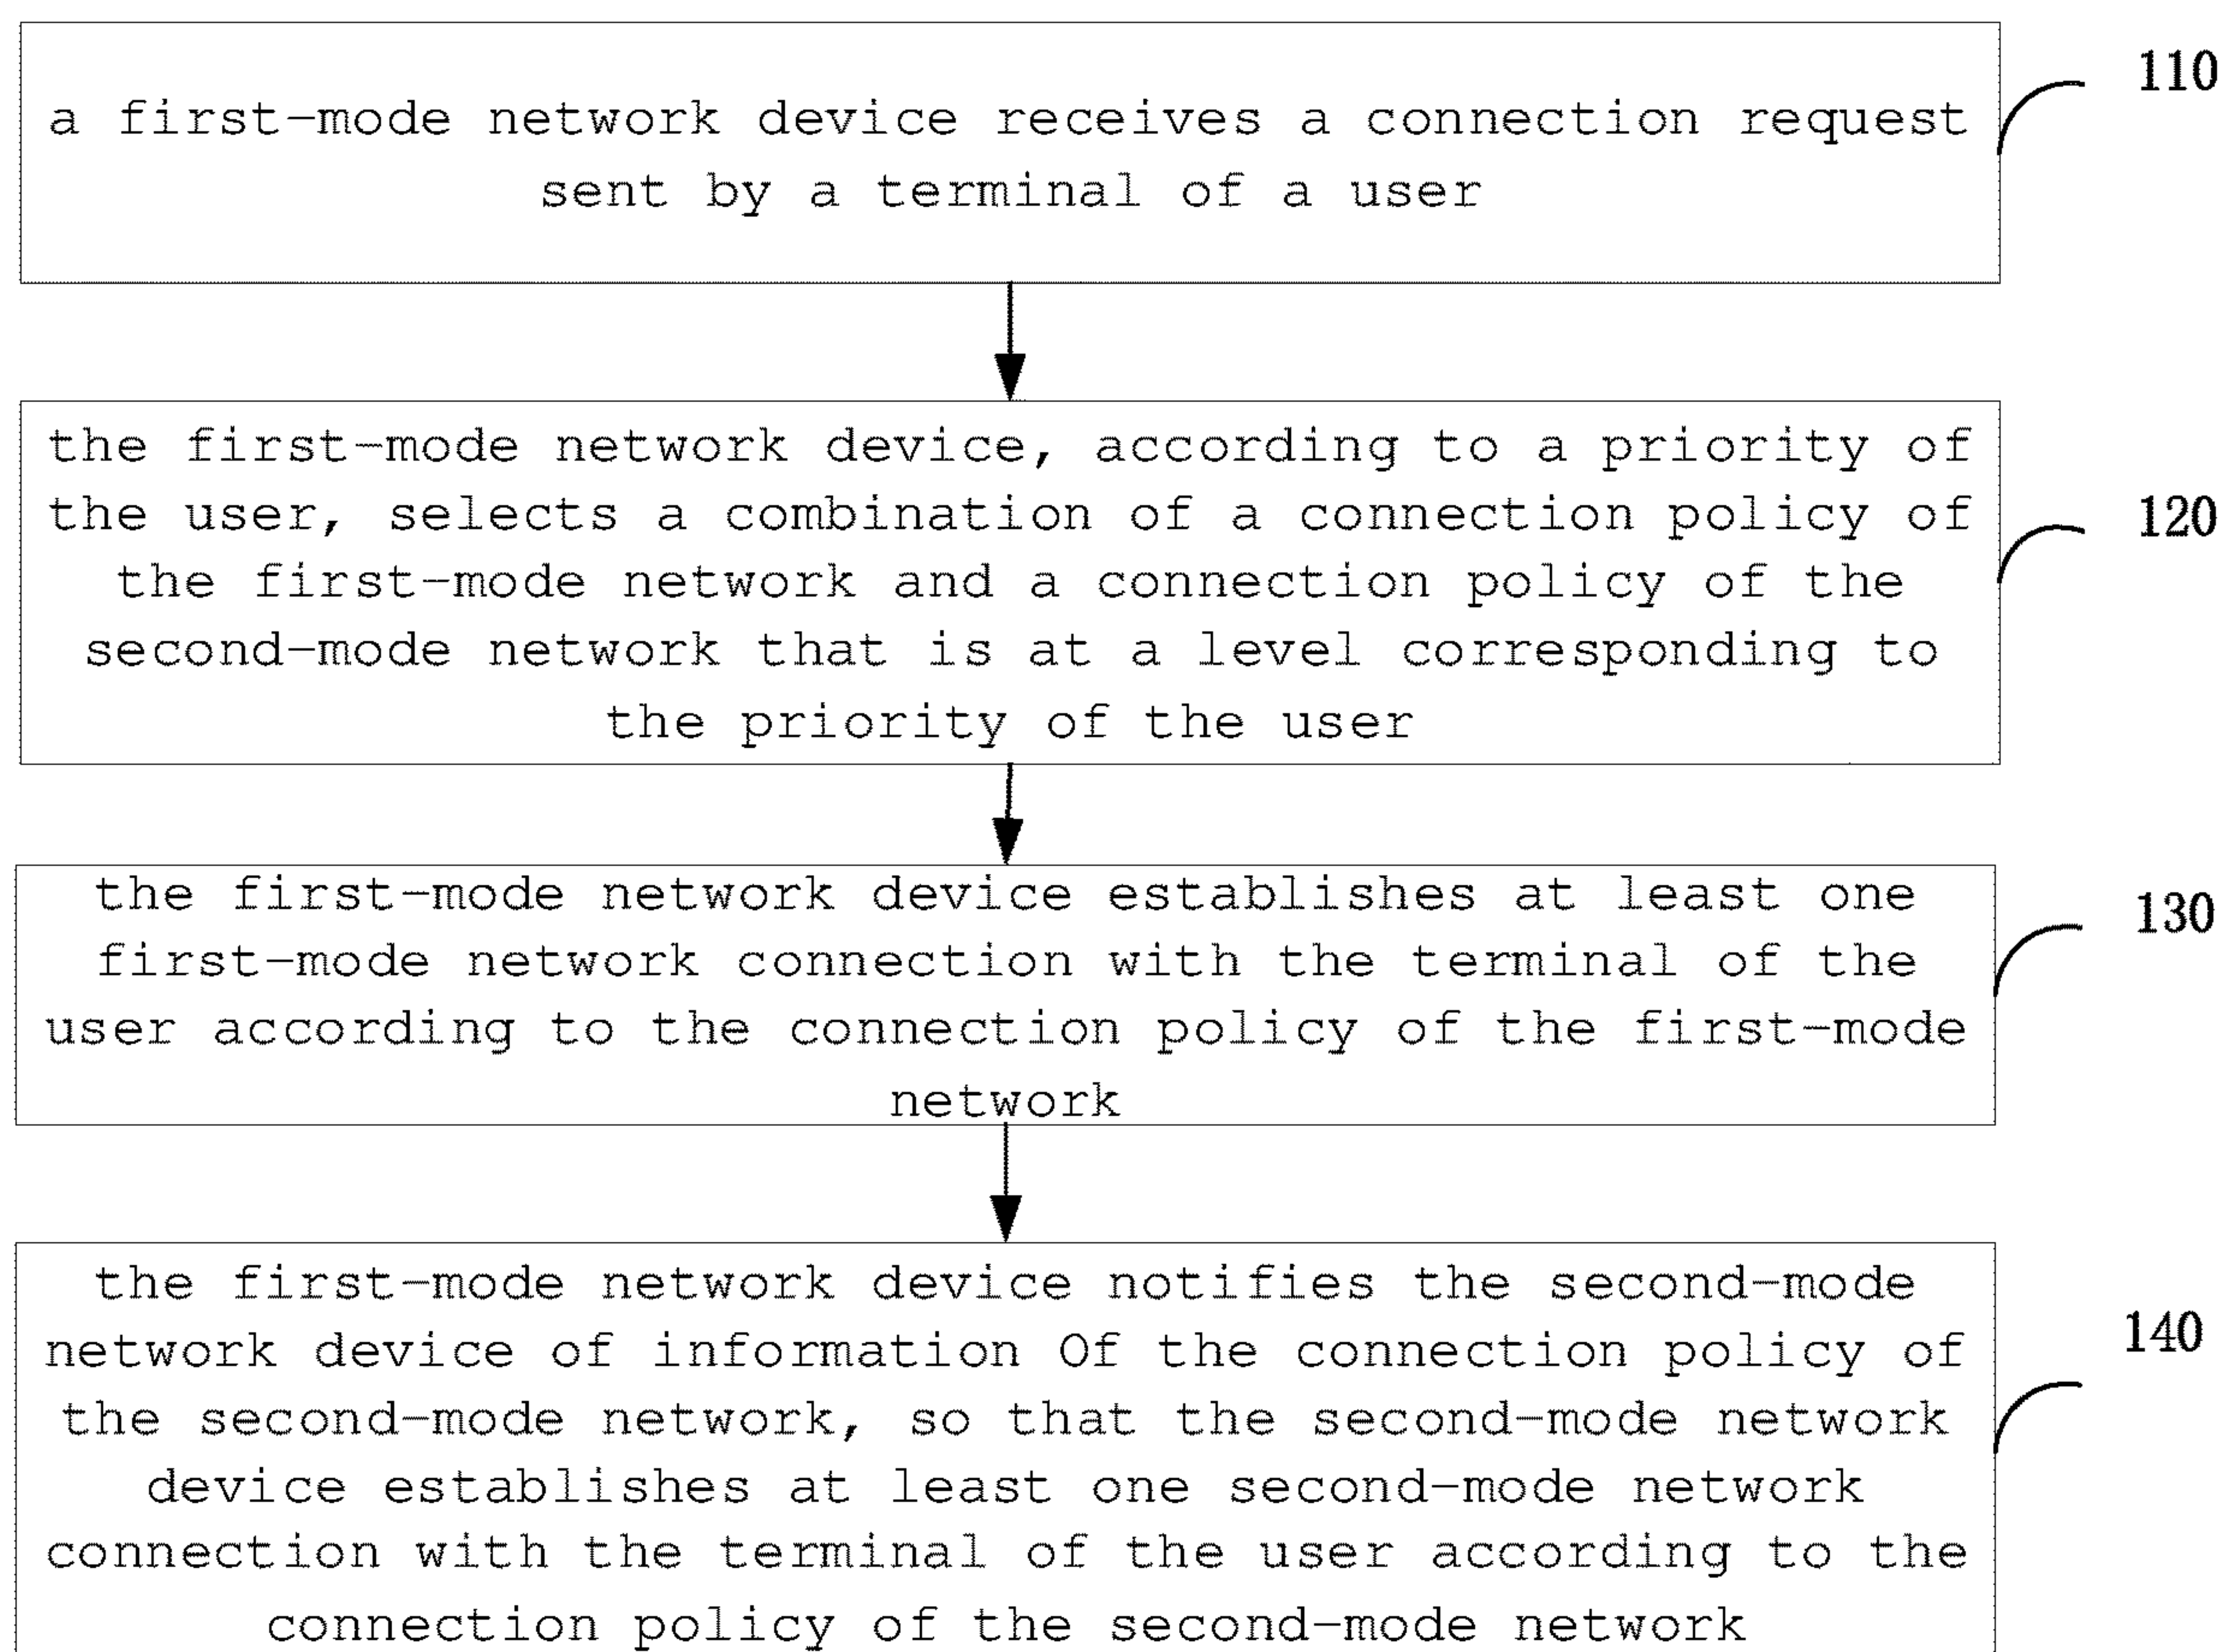 a first-mode network device receives a connection request
sent by a terminal of a user
110
the first-mode network device, according to a priority of
the user, selects a combination of a connection policy of
the first-mode network and a connection policy of the
second-mode network that is at a level corresponding to
the priority of the user
120
the first-mode network device establishes at least one
first-mode network connection with the terminal of the
user according to the connection policy of the first-mode
network
130
the first-mode network device notifies the second-mode
network device of information Of the connection policy of
the second-mode network, so that the second-mode network
device establishes at least one second-mode network
connection with the terminal of the user according to the
connection policy of the second-mode network
140